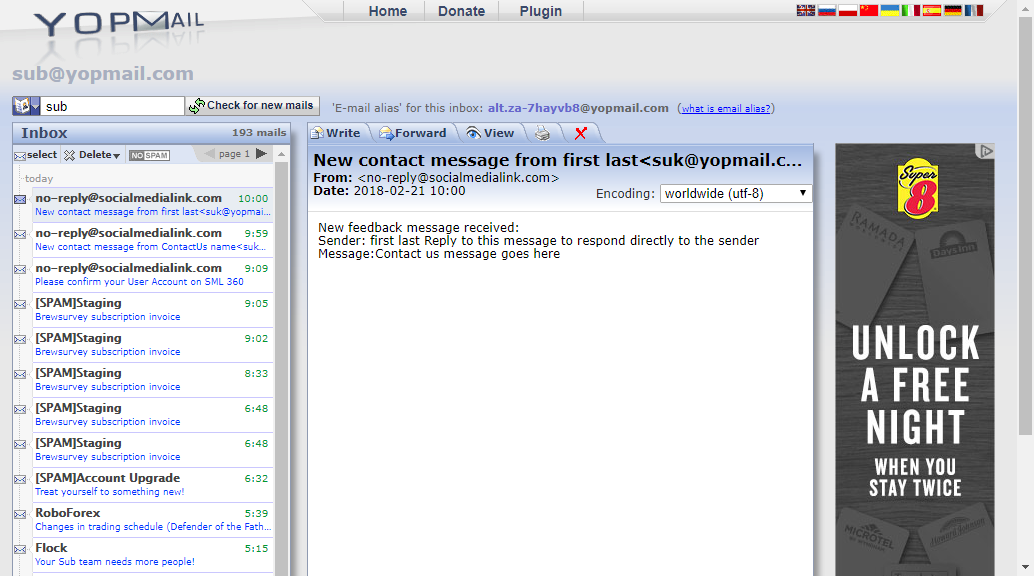 YOPMAIL
Home Donate Plugin
sub@yopmail.com
sub Check for new mails 'E-mail alias' for this inbox: alt.za-7hayvb8@yopmail.com (what is email alias?)
Inbox 193 mails
select Delete NO SPAM page 1
today
no-reply@socialmedialink.com 10:00
New contact message from first last<suk@yopmai...
no-reply@socialmedialink.com 9:59
New contact message from ContactUs name<suk...
no-reply@socialmedialink.com 9:09
Please confirm your User Account on SML 360
[SPAM]Staging 9:05
Brewsurvey subscription invoice
[SPAM]Staging 9:02
Brewsurvey subscription invoice
[SPAM]Staging 8:33
Brewsurvey subscription invoice
[SPAM]Staging 6:48
Brewsurvey subscription invoice
[SPAM]Staging 6:48
Brewsurvey subscription invoice
[SPAM]Account Upgrade 6:32
Treat yourself to something new!
RoboForex 5:39
Changes in trading schedule (Defender of the Fath...
Flock 5:15
Your Sub team needs more people!
Write Forward View
New contact message from first last<suk@yopmail.c...
From: <no-reply@socialmedialink.com>
Date: 2018-02-21 10:00
Encoding: worldwide (utf-8)
New feedback message received:
Sender: first last Reply to this message to respond directly to the sender
Message:Contact us message goes here
Super
8
RAMADA
Days Inn
UNLOCK
A FREE
NIGHT
WHEN YOU
STAY TWICE
MICROTEL